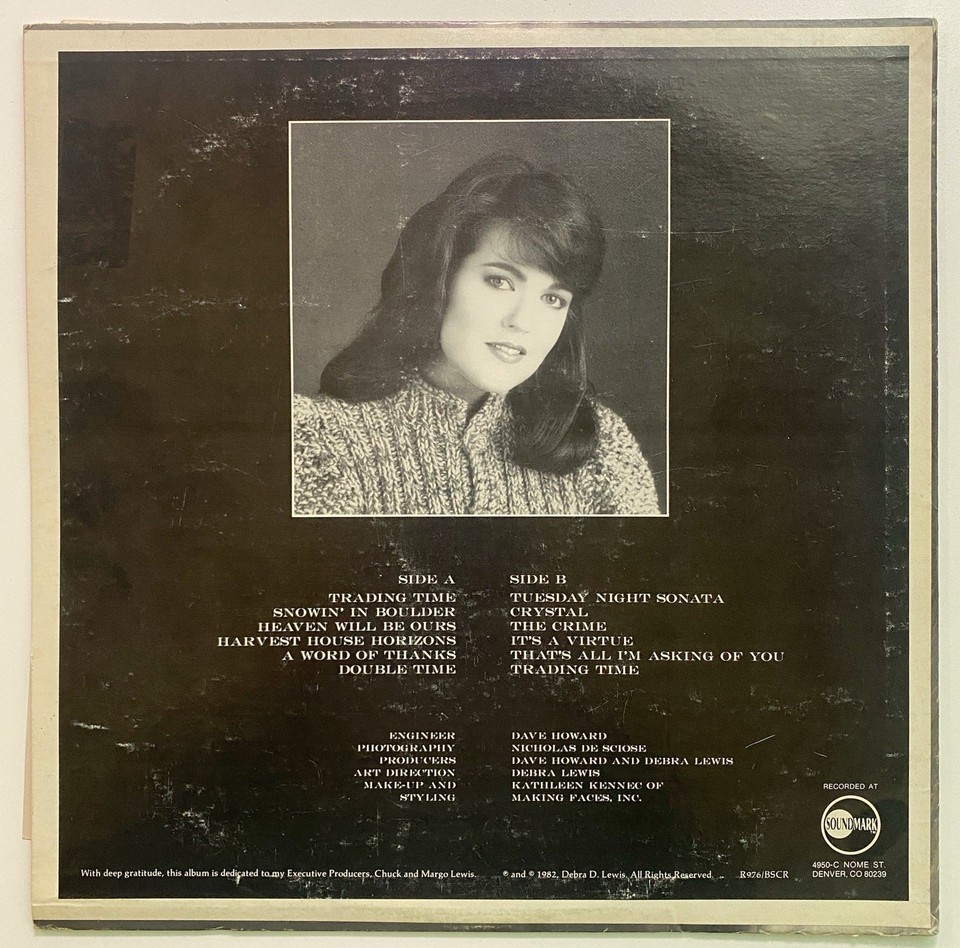 SIDE A
TRADING TIME
SNOWIN' IN BOULDER
HEAVEN WILL BE OURS
HARVEST HOUSE HORIZONS
A WORD OF THANKS
DOUBLE TIME
SIDE B
TUESDAY NIGHT SONATA
CRYSTAL
THE CRIME
IT'S A VIRTUE
THAT'S ALL I'M ASKING OF YOU
TRADING TIME
ENGINEER DAVE HOWARD
PHOTOGRAPHY NICHOLAS DE SCIOSE
PRODUCERS DAVE HOWARD AND DEBRA LEWIS
ART DIRECTION DEBRA LEWIS
MAKE-UP AND KATHLEEN KENNEC OF
STYLING MAKING FACES, INC.
RECORDED AT
SOUNDMARK
4950-C NOME ST.
DENVER, CO 80239
With deep gratitude, this album is dedicated to my Executive Producers, Chuck and Margo Lewis. ℗ and © 1982, Debra D. Lewis. All Rights Reserved. R976/BSCR